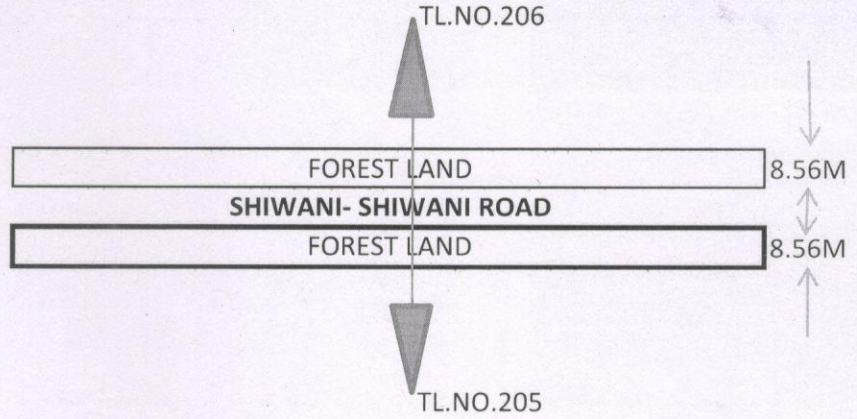 TL.NO.206
FOREST LAND 8.56M
SHIWANI- SHIWANI ROAD
FOREST LAND 8.56M
TL.NO.205